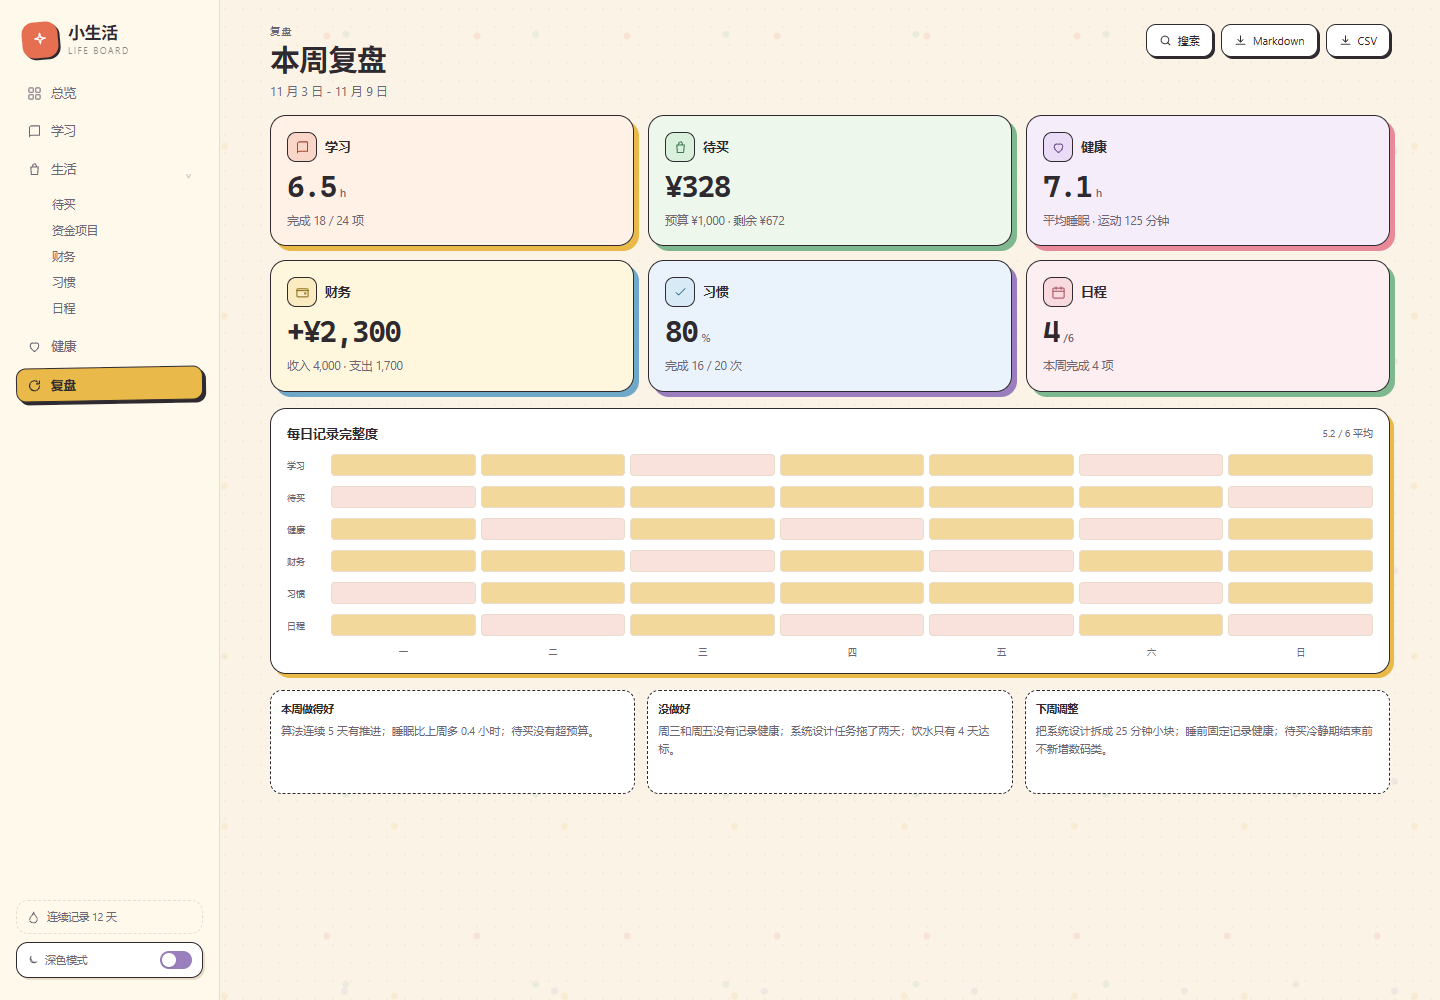 小生活
LIFE BOARD
总览
学习
生活
待买
资金项目
财务
习惯
日程
健康
复盘
连续记录 12 天
深色模式
复盘
本周复盘
11 月 3 日 - 11 月 9 日
搜索
Markdown
CSV
学习
6.5 h
完成 18 / 24 项
待买
¥328
预算 ¥1,000 · 剩余 ¥672
健康
7.1 h
平均睡眠 · 运动 125 分钟
财务
+¥2,300
收入 4,000 · 支出 1,700
习惯
80 %
完成 16 / 20 次
日程
4 /6
本周完成 4 项
每日记录完整度
5.2 / 6 平均
学习
待买
健康
财务
习惯
日程
一 二 三 四 五 六 日
本周做得好
算法连续 5 天有推进；睡眠比上周多 0.4 小时；待买没有超预算。
没做好
周三和周五没有记录健康；系统设计任务拖了两天；饮水只有 4 天达
标。
下周调整
把系统设计拆成 25 分钟小块；睡前固定记录健康；待买冷静期结束前
不新增数码类。